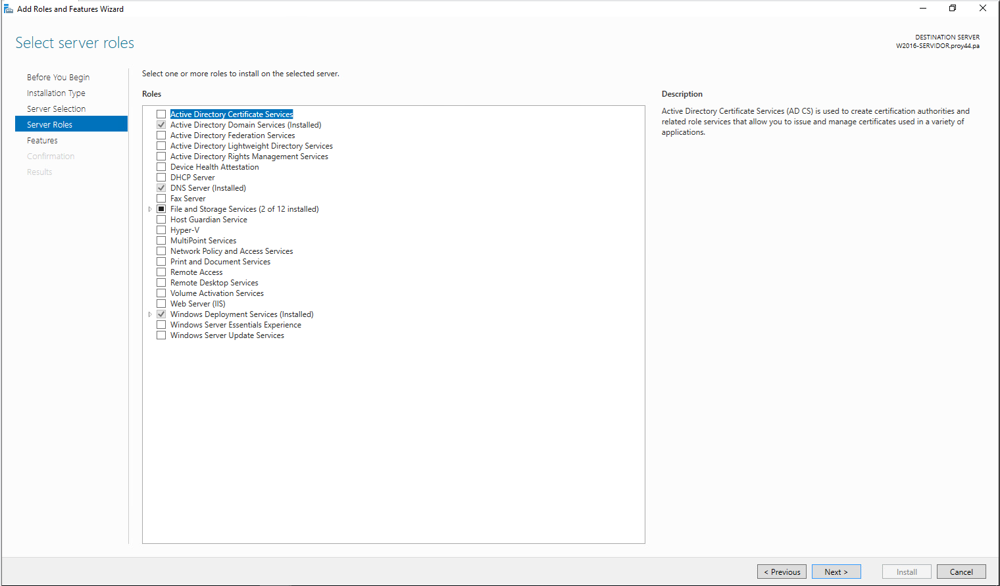 Add Roles and Features Wizard
Select server roles
DESTINATION SERVER
W2016-SERVIDOR.proy44.pa
Before You Begin
Installation Type
Server Selection
Server Roles
Features
Confirmation
Results
Select one or more roles to install on the selected server.
Roles
Active Directory Certificate Services
Active Directory Domain Services (Installed)
Active Directory Federation Services
Active Directory Lightweight Directory Services
Active Directory Rights Management Services
Device Health Attestation
DHCP Server
DNS Server (Installed)
Fax Server
File and Storage Services (2 of 12 installed)
Host Guardian Service
Hyper-V
MultiPoint Services
Network Policy and Access Services
Print and Document Services
Remote Access
Remote Desktop Services
Volume Activation Services
Web Server (IIS)
Windows Deployment Services (Installed)
Windows Server Essentials Experience
Windows Server Update Services
Description
Active Directory Certificate Services (AD CS) is used to create certification authorities and
related role services that allow you to issue and manage certificates used in a variety of
applications.
< Previous
Next >
Install
Cancel